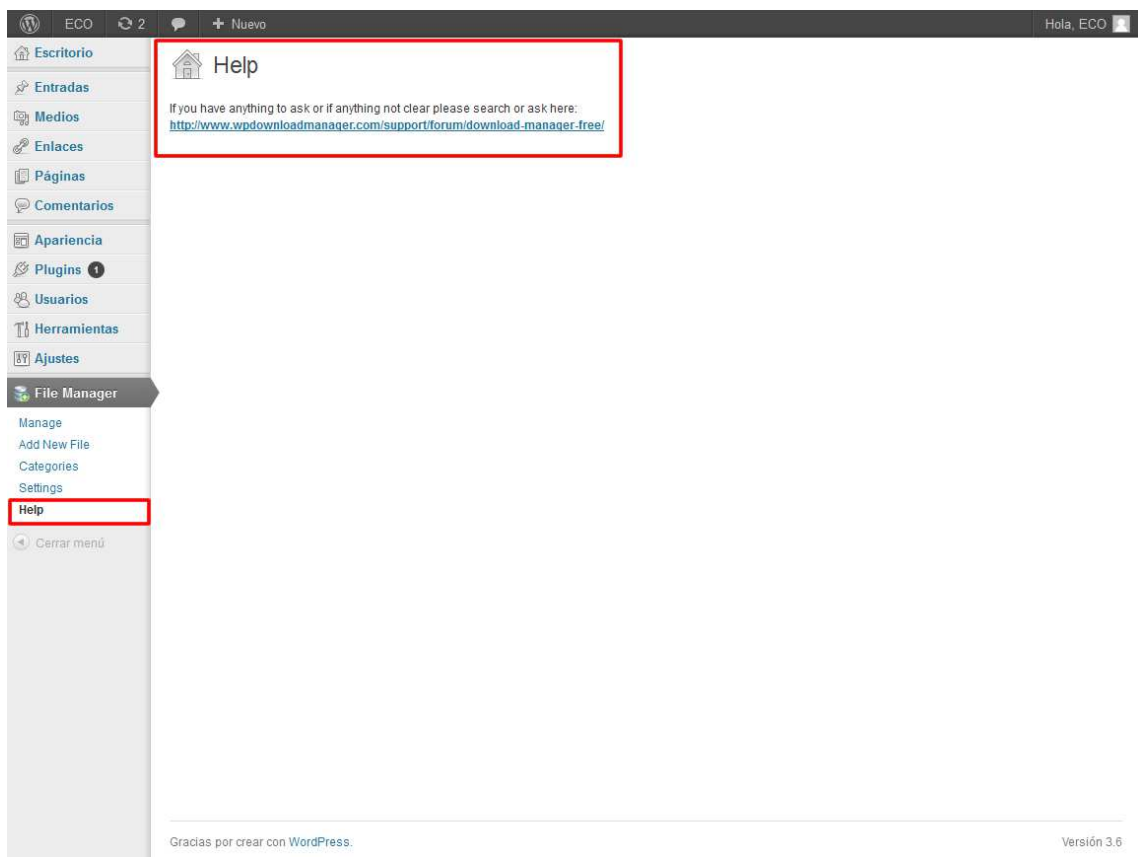 ECO 2 + Nuevo Hola, ECO
Escritorio
Entradas
Medios
Enlaces
Páginas
Comentarios
Apariencia
Plugins 1
Usuarios
Herramientas
Ajustes
File Manager
Manage
Add New File
Categories
Settings
Help
Cerrar menú
Help
If you have anything to ask or if anything not clear please search or ask here:
http://www.wpdownloadmanager.com/support/forum/download-manager-free/
Gracias por crear con WordPress. Versión 3.6